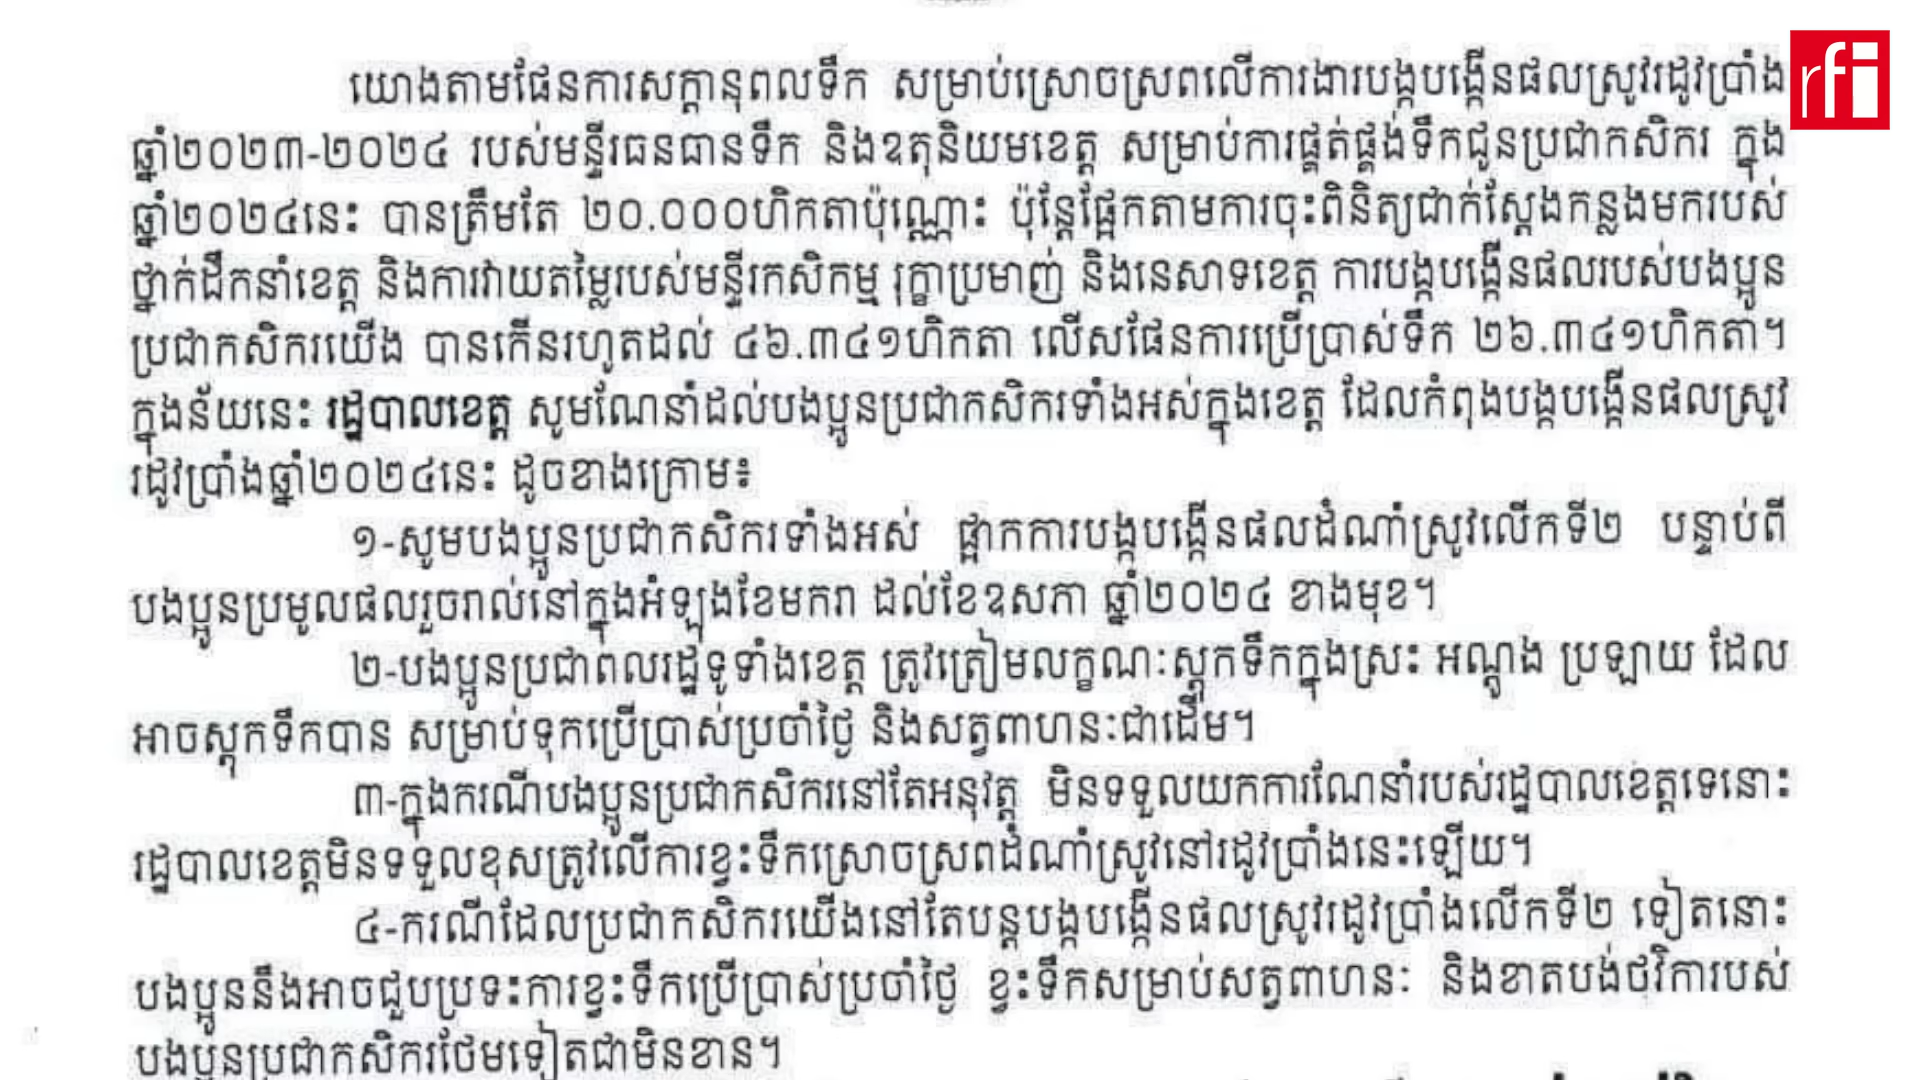 យោងតាមផែនការសក្តានុពលទឹក សម្រាប់ស្រោចស្រពលើការងារបង្កបង្កើនផលស្រូវរដូវប្រាំង
rfi
ឆ្នាំ២០២៣-២០២៤ របស់មន្ទីរធនធានទឹក និងឧតុនិយមខេត្ត សម្រាប់ការផ្គត់ផ្គង់ទឹកជូនប្រជាកសិករ ក្នុង
ឆ្នាំ២០២៤នេះ បានត្រឹមតែ ២០.០០០ហិកតាប៉ុណ្ណោះ ប៉ុន្តែផ្អែកតាមការចុះពិនិត្យជាក់ស្តែងកន្លងមករបស់
ថ្នាក់ដឹកនាំខេត្ត និងការវាយតម្លៃរបស់មន្ទីរកសិកម្ម រុក្ខាប្រមាញ់ និងនេសាទខេត្ត ការបង្កបង្កើនផលរបស់បងប្អូន
ប្រជាកសិករយើង បានកើនរហូតដល់ ៤៦.៣៤១ហិកតា លើសផែនការប្រើប្រាស់ទឹក ២៦.៣៤១ហិកតា។
ក្នុងន័យនេះ រដ្ឋបាលខេត្ត សូមណែនាំដល់បងប្អូនប្រជាកសិករទាំងអស់ក្នុងខេត្ត ដែលកំពុងបង្កបង្កើនផលស្រូវ
រដូវប្រាំងឆ្នាំ២០២៤នេះ ដូចខាងក្រោម៖
១-សូមបងប្អូនប្រជាកសិករទាំងអស់ ផ្អាកការបង្កបង្កើនផលដំណាំស្រូវលើកទី២ បន្ទាប់ពី
បងប្អូនប្រមូលផលរួចរាល់នៅក្នុងអំឡុងខែមករា ដល់ខែឧសភា ឆ្នាំ២០២៤ ខាងមុខ។
២-បងប្អូនប្រជាពលរដ្ឋទូទាំងខេត្ត ត្រូវត្រៀមលក្ខណៈស្តុកទឹកក្នុងស្រះ អណ្តូង ប្រឡាយ ដែល
អាចស្តុកទឹកបាន សម្រាប់ទុកប្រើប្រាស់ប្រចាំថ្ងៃ និងសត្វពាហនៈជាដើម។
៣-ក្នុងករណីបងប្អូនប្រជាកសិករនៅតែអនុវត្ត មិនទទួលយកការណែនាំរបស់រដ្ឋបាលខេត្តទេនោះ
រដ្ឋបាលខេត្តមិនទទួលខុសត្រូវលើការខ្វះទឹកស្រោចស្រពដំណាំស្រូវនៅរដូវប្រាំងនេះឡើយ។
៤-ករណីដែលប្រជាកសិករយើងនៅតែបន្តបង្កបង្កើនផលស្រូវរដូវប្រាំងលើកទី២ ទៀតនោះ
បងប្អូននឹងអាចជួបប្រទះការខ្វះទឹកប្រើប្រាស់ប្រចាំថ្ងៃ ខ្វះទឹកសម្រាប់សត្វពាហនៈ និងខាតបង់ថវិការបស់
បងប្អូនប្រជាកសិករថែមទៀតជាមិនខាន។